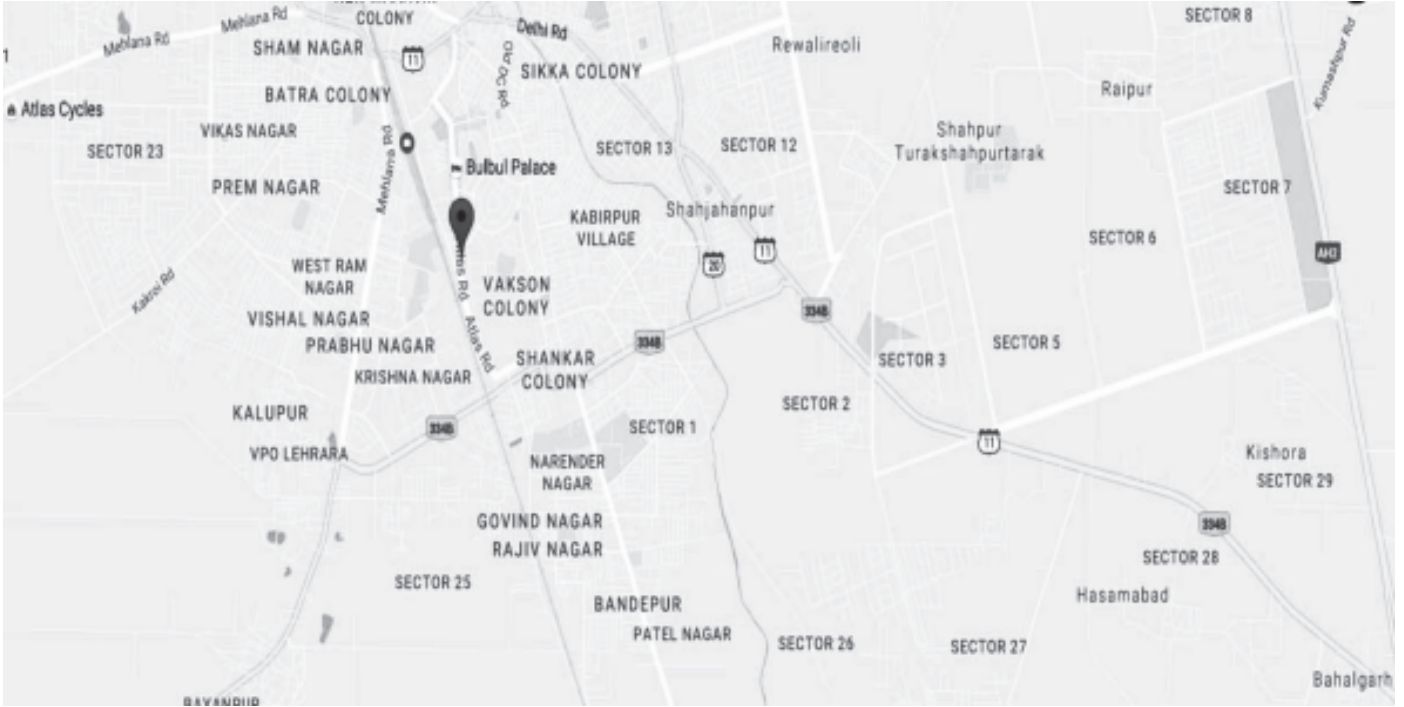 COLONY
SECTOR 8
Mehlana Rd
Mehlana Rd
Delhi Rd
Kumashpur Rd
SHAM NAGAR
11
Old DC Rd
SIKKA COLONY
Rewalireoli
BATRA COLONY
Raipur
Atlas Cycles
VIKAS NAGAR
SECTOR 23
SECTOR 13
SECTOR 12
Shahpur
Turakshahpurtarak
Mehlana Rd
Bulbul Palace
PREM NAGAR
SECTOR 7
KABIRPUR
VILLAGE
Shahjahanpur
SECTOR 6
11
20
WEST RAM
NAGAR
Kakroi Rd
VAKSON
COLONY
Atlas Rd
334B
VISHAL NAGAR
PRABHU NAGAR
334B
SECTOR 5
SHANKAR
COLONY
SECTOR 3
KRISHNA NAGAR
SECTOR 2
KALUPUR
334B
SECTOR 1
11
VPO LEHRARA
NARENDER
NAGAR
Kishora
SECTOR 29
GOVIND NAGAR
334B
RAJIV NAGAR
SECTOR 28
SECTOR 25
Hasamabad
BANDEPUR
PATEL NAGAR
SECTOR 26
SECTOR 27
Bahalgarh
BAYANPUR